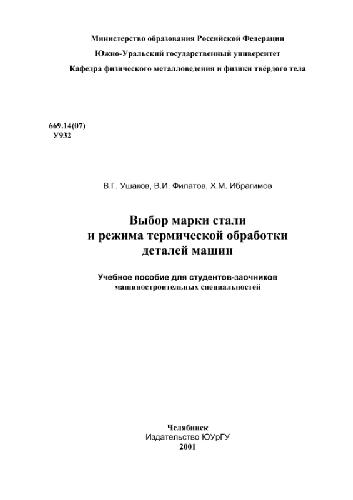 Министерство образования Российской Федерации
Южно-Уральский государственный университет
Кафедра физического металловедения и физики твёрдого тела
669.14(07)
У932
В.Г. Ушаков, В.И. Филатов, Х.М. Ибрагимов
Выбор марки стали
и режима термической обработки
деталей машин
Учебное пособие для студентов-заочников
машиностроительных специальностей
Челябинск
Издательство ЮУрГУ
2001